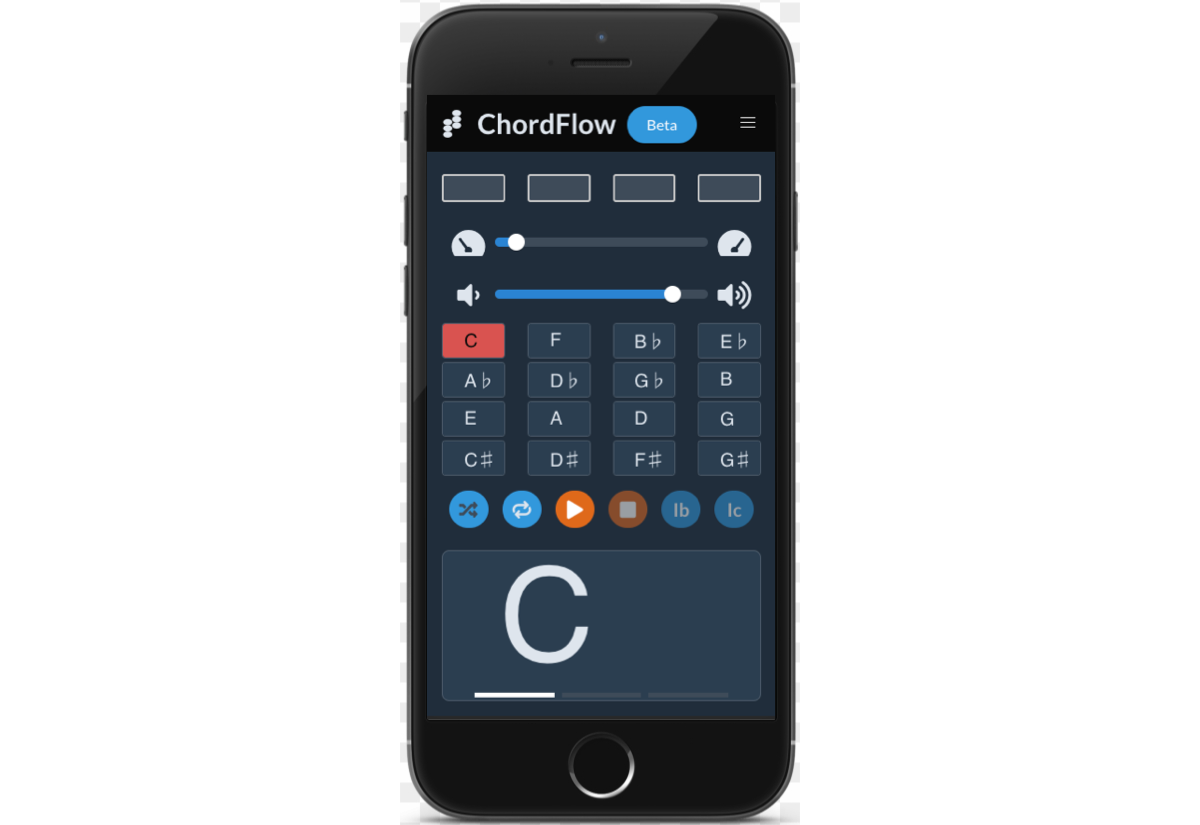 ChordFlow Beta
C F B♭ E♭
A♭ D♭ G♭ B
E A D G
C♯ D♯ F♯ G♯
Ib Ic
C